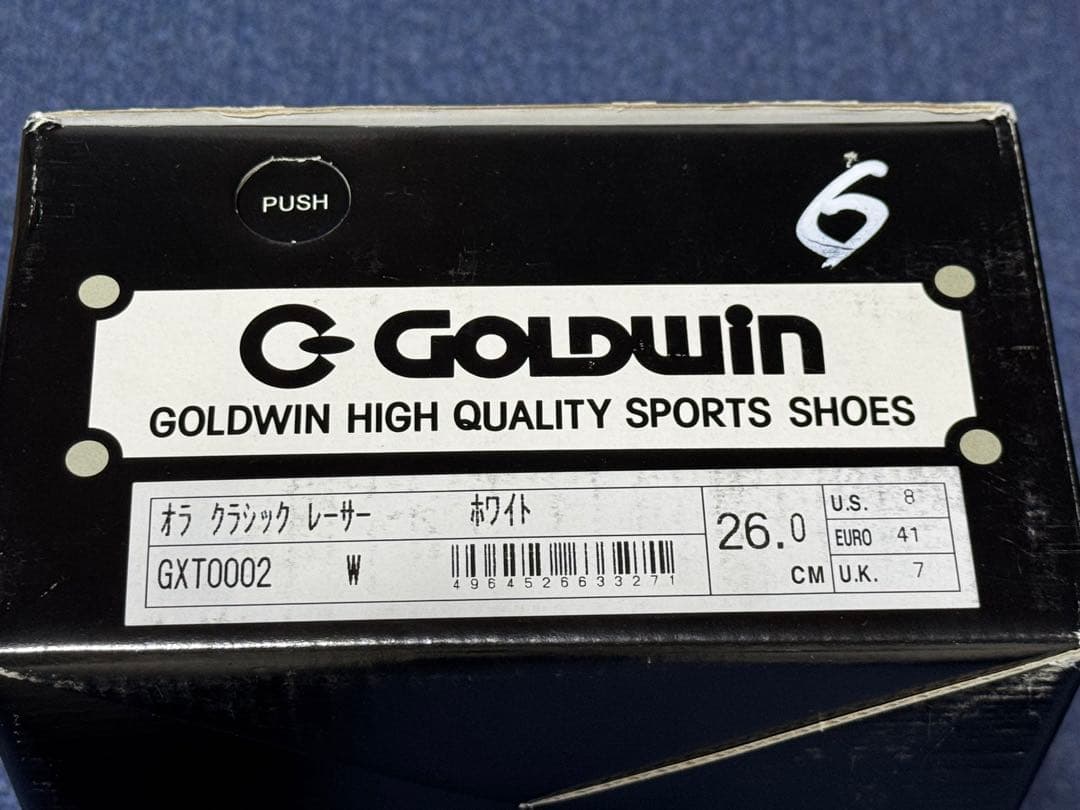 PUSH
6
GOLDWIN
GOLDWIN HIGH QUALITY SPORTS SHOES
オラ クラシック レーサー ホワイト
GXT0002 W
4964526633271
26.0 CM
U.S. 8
EURO 41
U.K. 7